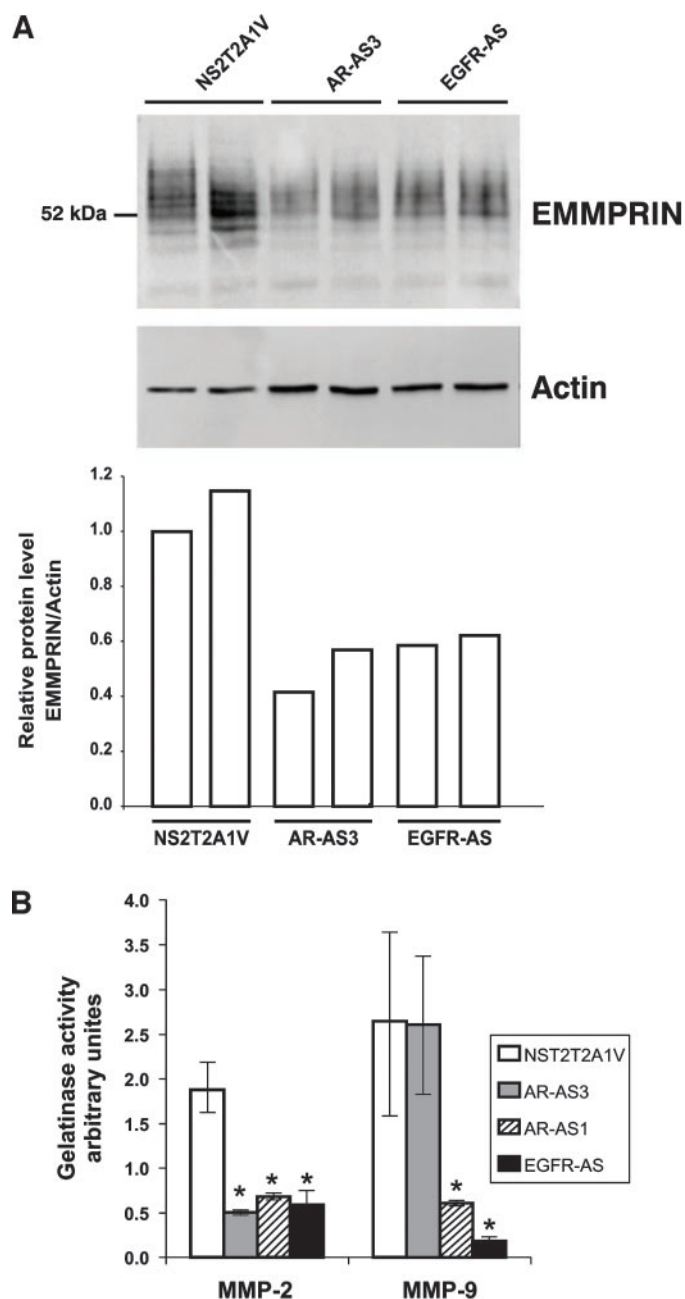 A
NS2T2A1V
AR-AS3
EGFR-AS
52 kDa
EMMPRIN
Actin
Relative protein level
EMMPRIN/Actin
1.2
1.0
0.8
0.6
0.4
0.2
0.0
NS2T2A1V
AR-AS3
EGFR-AS
B
Gelatinase activity
arbitrary unites
4.0
3.5
3.0
2.5
2.0
1.5
1.0
0.5
0.0
*
*
*
*
*
NST2T2A1V
AR-AS3
AR-AS1
EGFR-AS
MMP-2
MMP-9